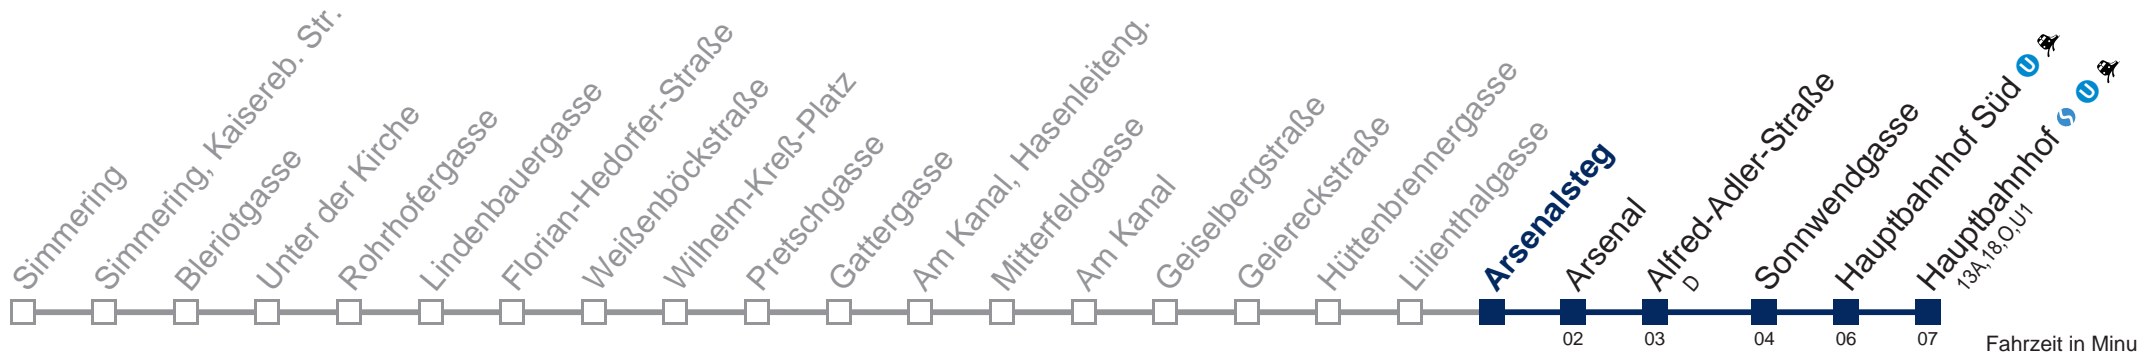 Simmering
Simmering, Kaisereb. Str.
Bleriotgasse
Unter der Kirche
Rohrhofergasse
Lindenbauergasse
Florian-Hedorfer-Straße
Weißenböckstraße
Wilhelm-Kreß-Platz
Pretschgasse
Gattergasse
Am Kanal, Hasenleiteng.
Mitterfeldgasse
Am Kanal
Geiselbergstraße
Geiereckstraße
Hüttenbrennergasse
Lilienthalgasse
Arsenalsteg
Arsenal
Alfred-Adler-Straße
D
Sonnwendgasse
Hauptbahnhof Süd U
Hauptbahnhof S U
13A,18,O,U1
02 03 04 06 07
Fahrzeit in Minu